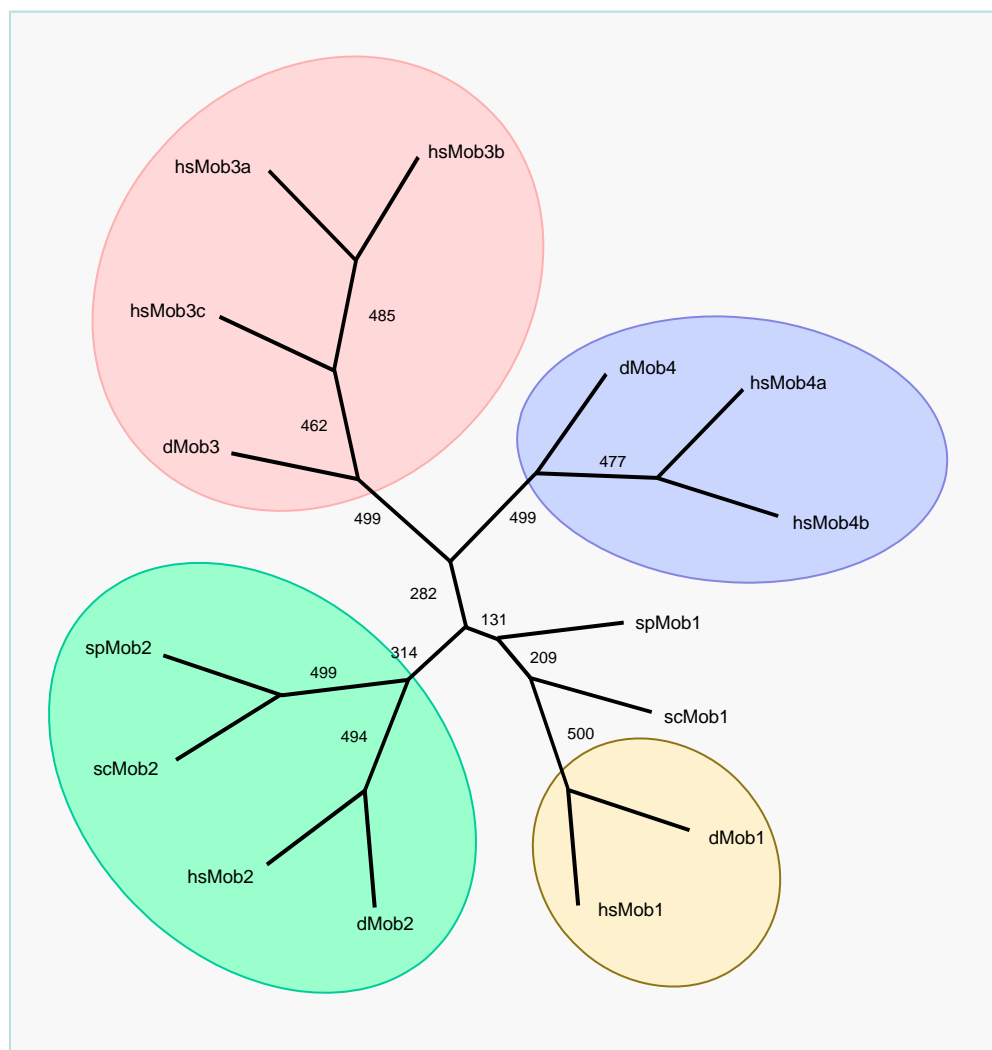 hsMob3b
hsMob3a
hsMob3c
485
dMob4
hsMob4a
462
dMob3
477
499
499
hsMob4b
282
131
spMob1
spMob2
314
209
499
scMob1
494
500
scMob2
dMob1
hsMob2
hsMob1
dMob2